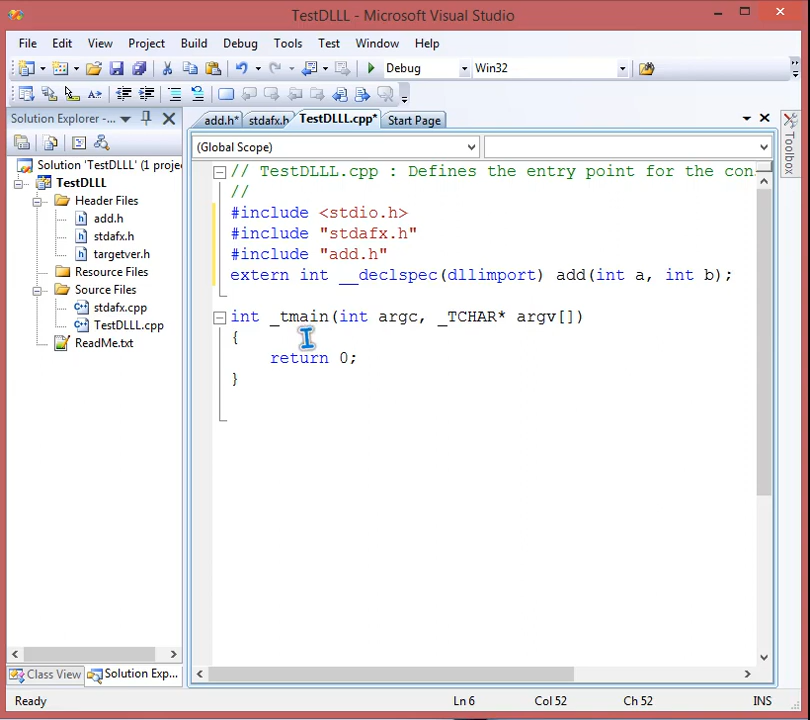 TestDLLL - Microsoft Visual Studio
File Edit View Project Build Debug Tools Test Window Help
Debug Win32
Solution Explorer -... add.h* stdafx.h TestDLLL.cpp* Start Page
(Global Scope)
Toolbox
Solution 'TestDLLL' (1 proje
TestDLLL
Header Files
add.h
stdafx.h
targetver.h
Resource Files
Source Files
stdafx.cpp
TestDLLL.cpp
ReadMe.txt
// TestDLLL.cpp : Defines the entry point for the con
//
#include <stdio.h>
#include "stdafx.h"
#include "add.h"
extern int __declspec(dllimport) add(int a, int b);
int _tmain(int argc, _TCHAR* argv[])
{
return 0;
}
Class View Solution Exp...
Ready Ln 6 Col 52 Ch 52 INS